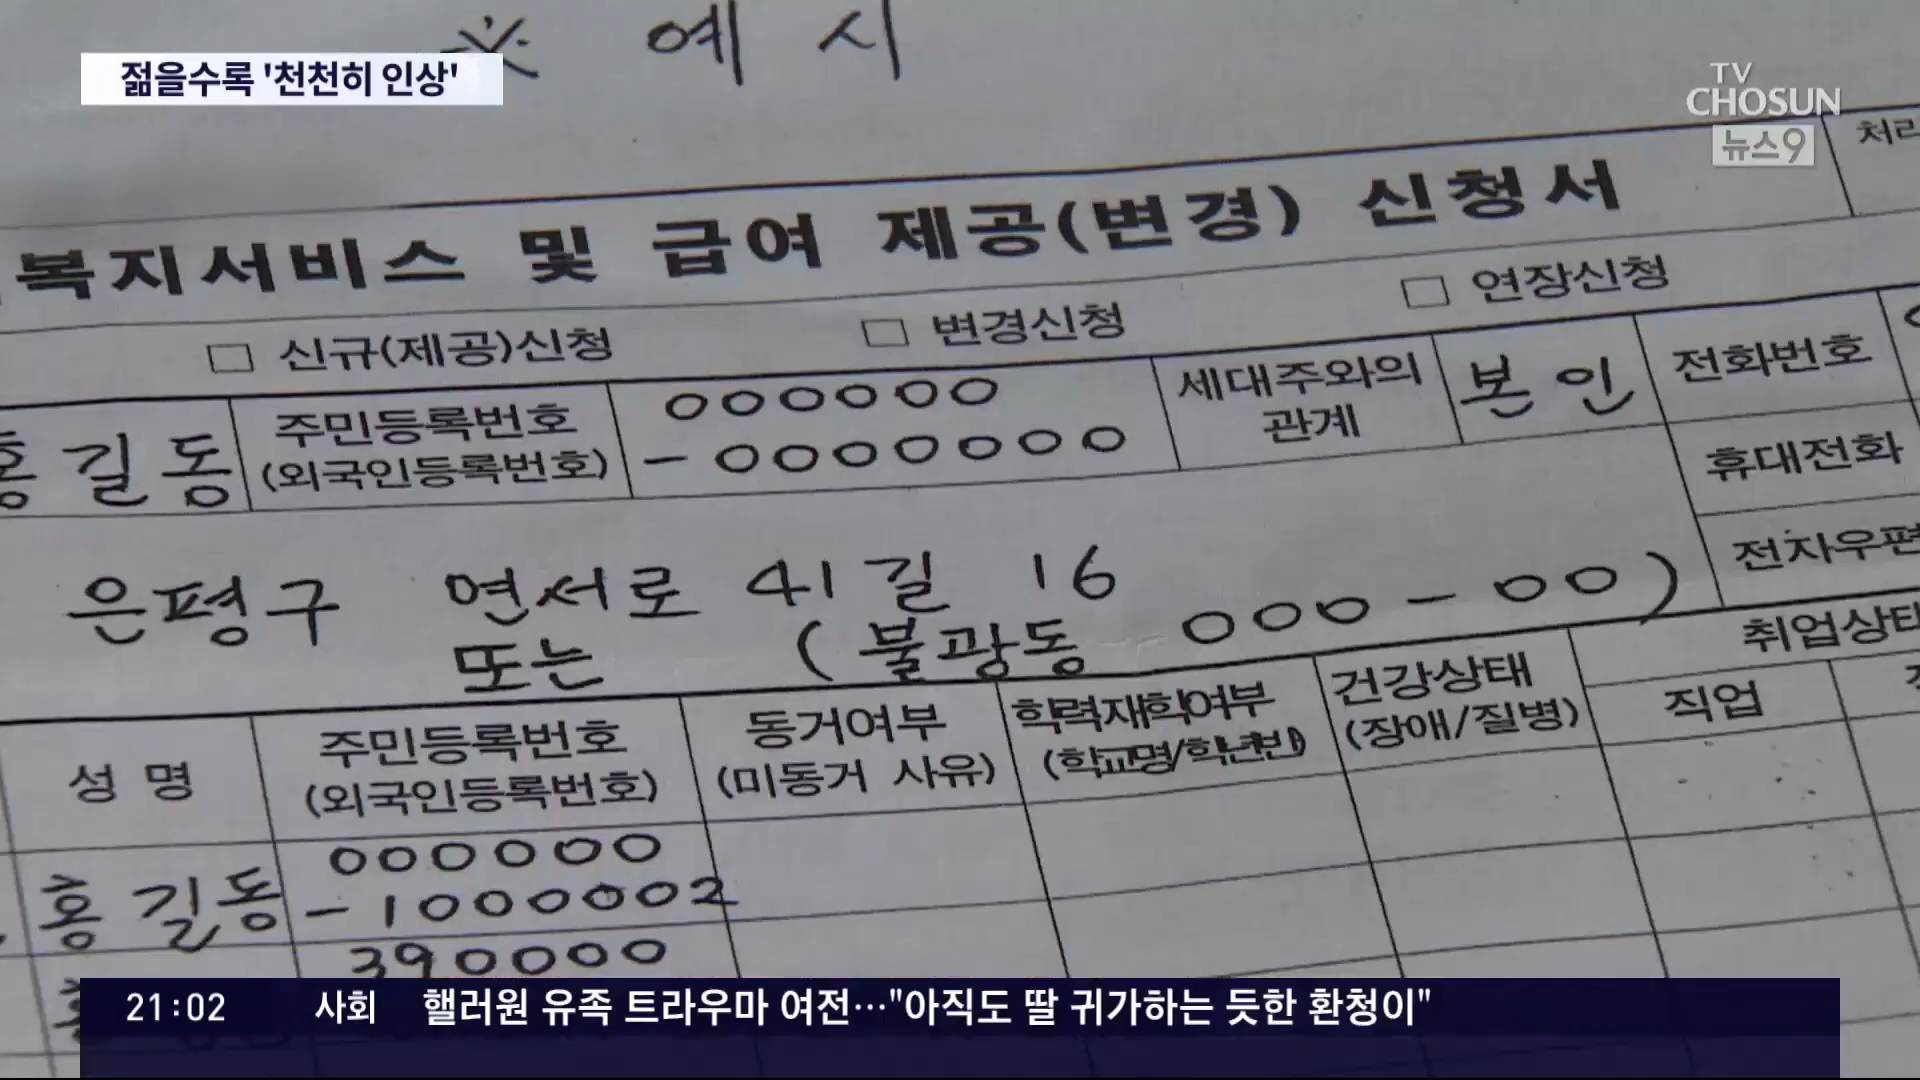 ※ 예시
젊을수록 '천천히 인상'
TV
CHOSUN
뉴스9
처리
복지서비스 및 급여 제공(변경) 신청서
□ 신규(제공)신청 □ 변경신청 □ 연장신청
홍길동 주민등록번호 000000 세대주와의 본인 전화번호
(외국인등록번호) -0000000 관계 휴대전화
은평구 연서로 41길 16 전자우편
또는 (불광동 000-00)
성명 주민등록번호 동거여부 학력재학여부 건강상태 취업상태
(외국인등록번호) (미동거 사유) (학교명/학년반) (장애/질병) 직업
000000
홍길동 -1000002
390000
21:02 사회 핼러원 유족 트라우마 여전…"아직도 딸 귀가하는 듯한 환청이"